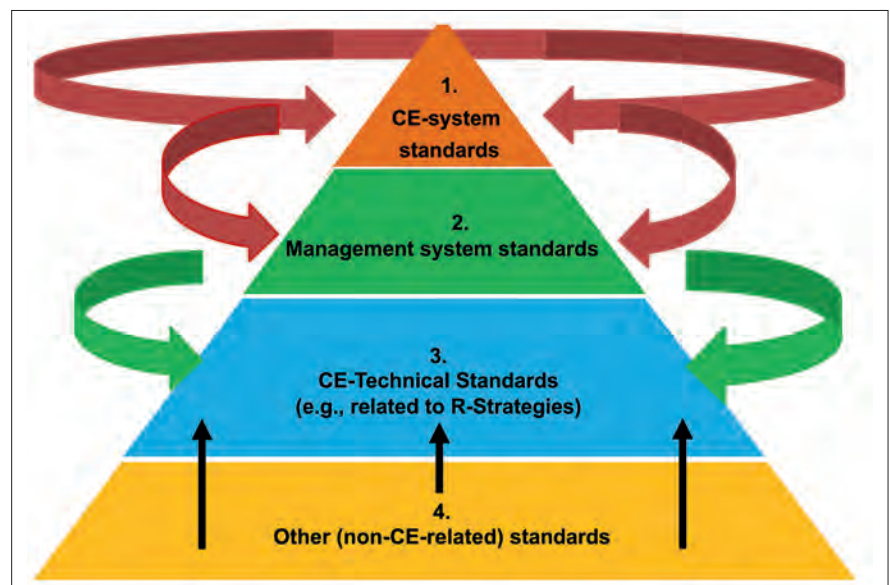 1.
CE-system
standards
2.
Management system standards
3.
CE-Technical Standards
(e.g., related to R-Strategies)
4.
Other (non-CE-related) standards